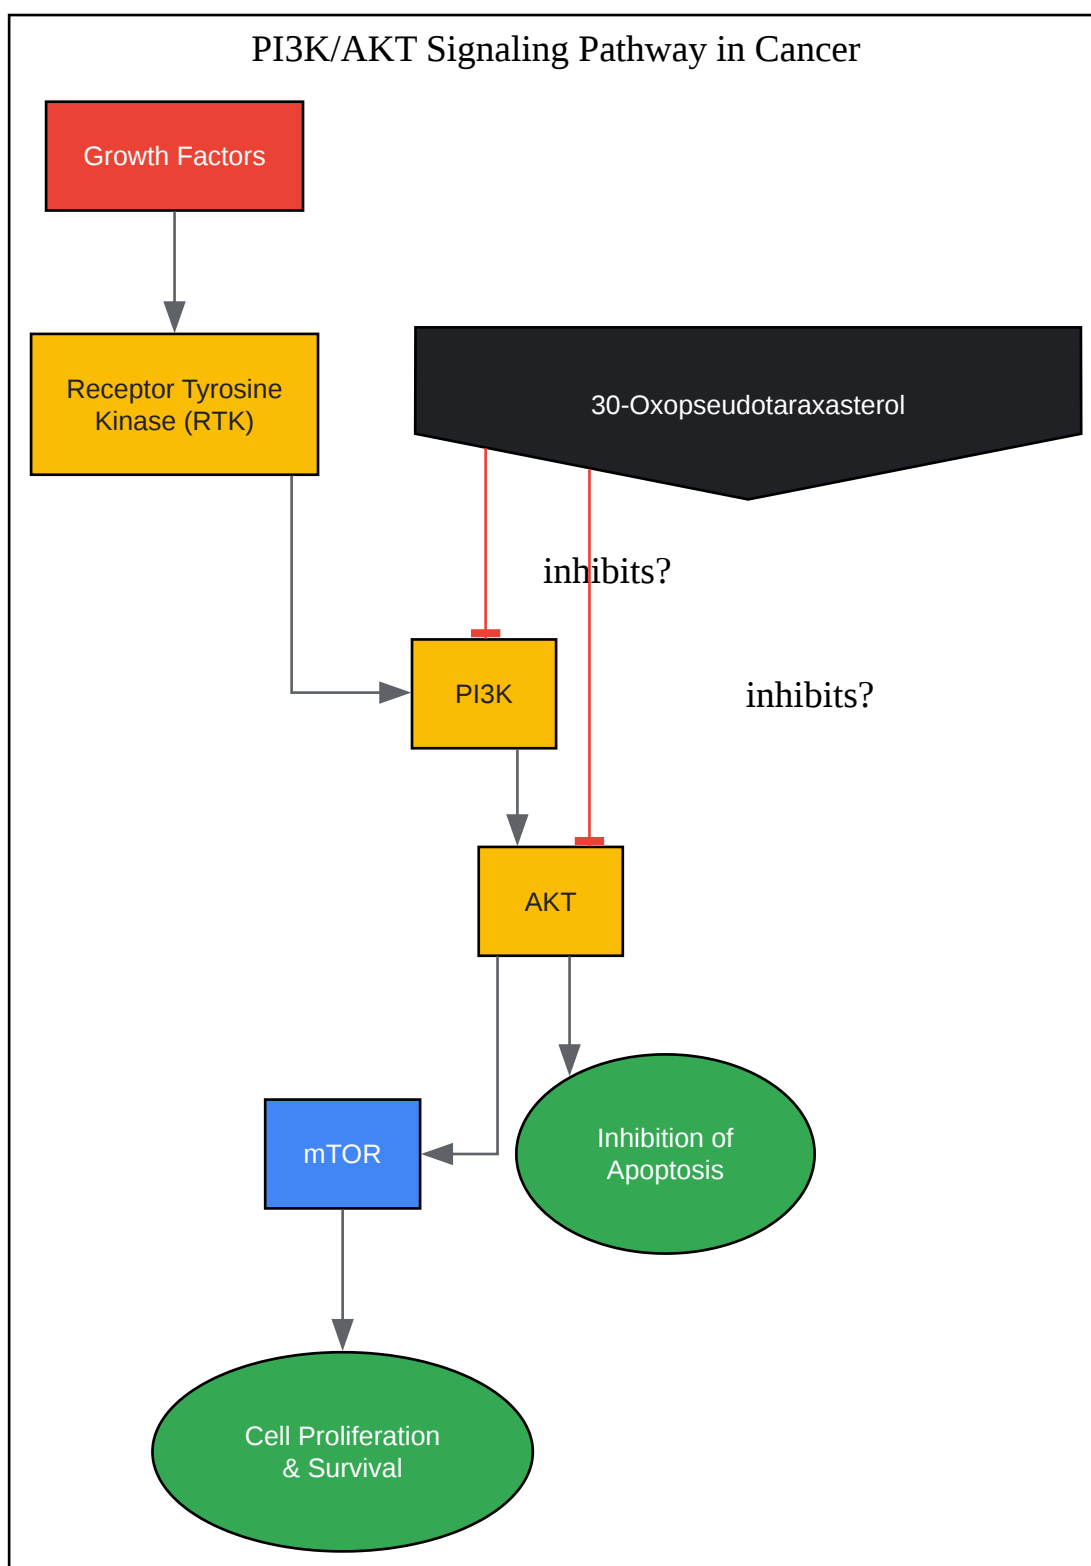 PI3K/AKT Signaling Pathway in Cancer
Growth Factors
Receptor Tyrosine
Kinase (RTK)
30-Oxopseudotaraxasterol
inhibits?
PI3K
inhibits?
AKT
mTOR
Inhibition of
Apoptosis
Cell Proliferation
& Survival